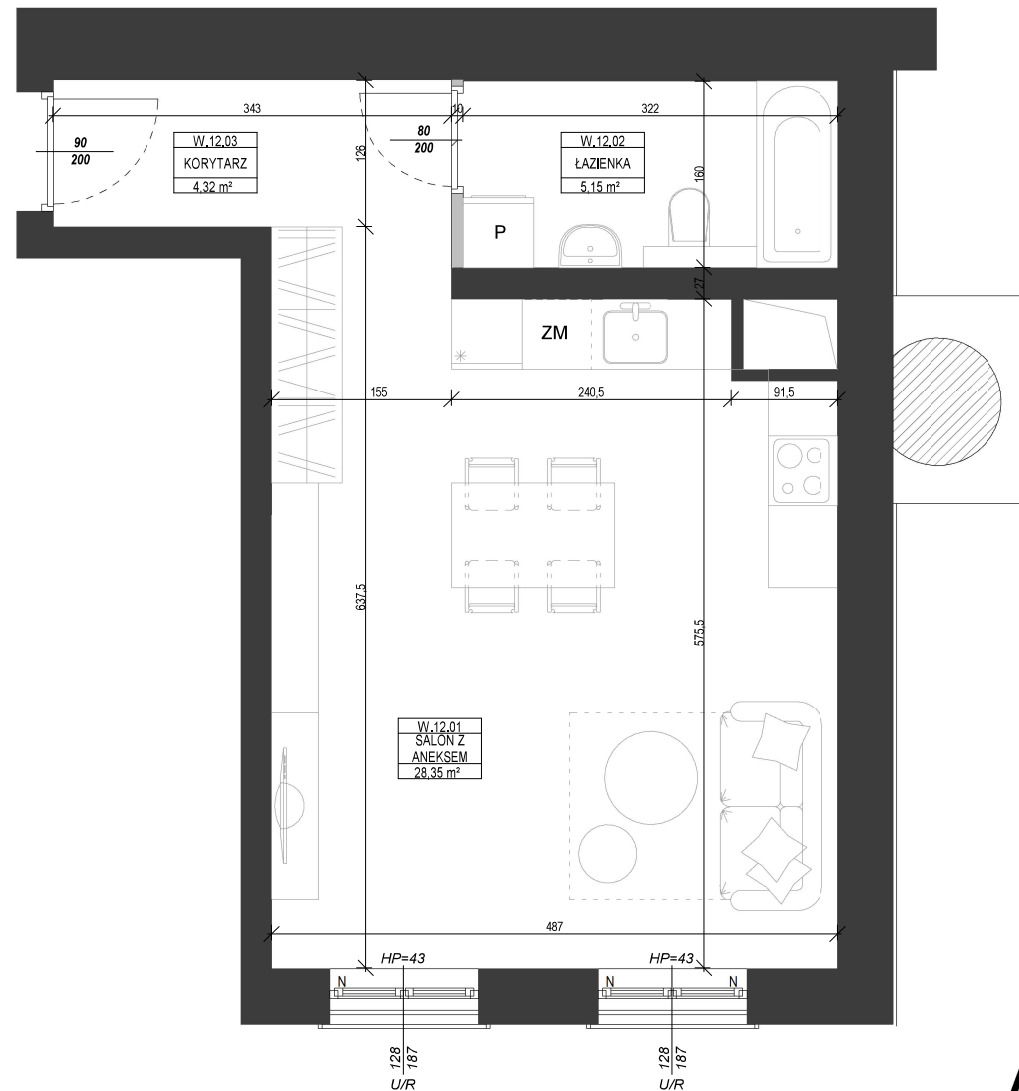 343
10
322
90
200
80
200
W.12.03
KORYTARZ
4,32 m²
126
W.12.02
ŁAZIENKA
5,15 m²
160
P
27
ZM
155
240,5
91,5
637,5
575,5
W.12.01
SALON Z
ANEKSEM
28,35 m²
487
HP=43
HP=43
N
N
N
128
187
U/R
128
187
U/R